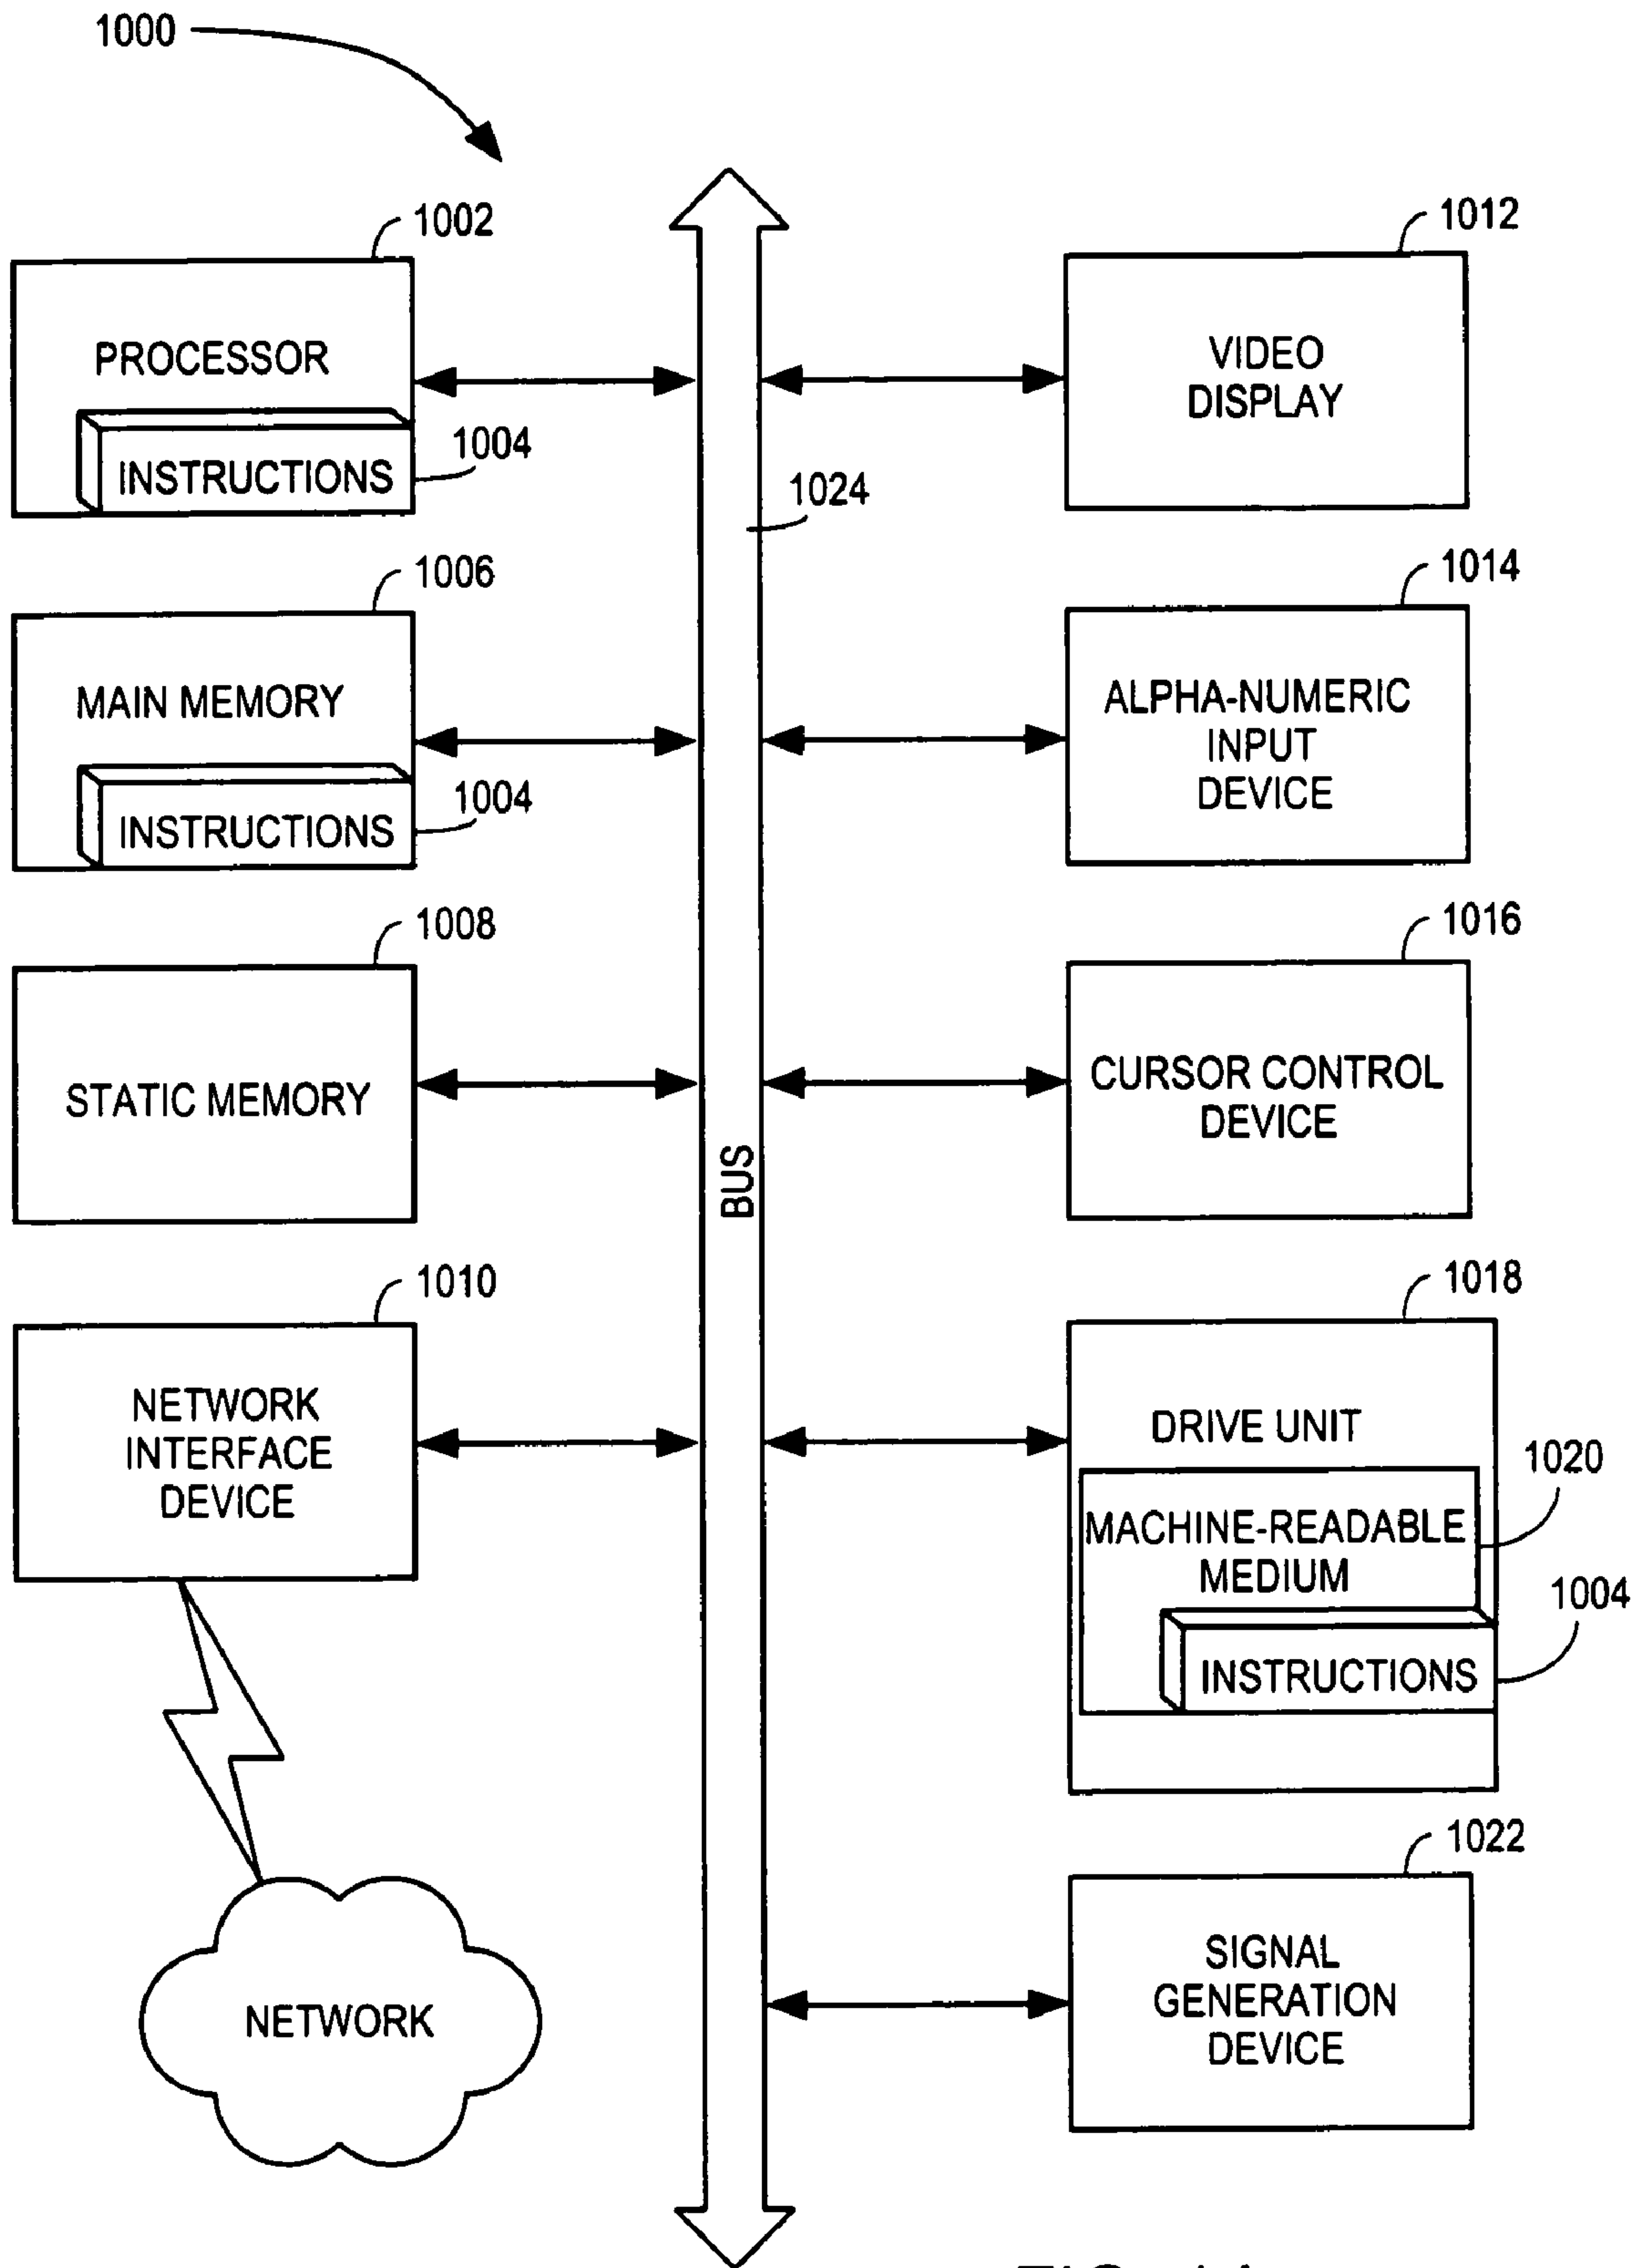 1000
1002
PROCESSOR
INSTRUCTIONS
1004
1006
MAIN MEMORY
INSTRUCTIONS
1004
1008
STATIC MEMORY
1010
NETWORK
INTERFACE
DEVICE
NETWORK
1024
BUS
1012
VIDEO
DISPLAY
1014
ALPHA-NUMERIC
INPUT
DEVICE
1016
CURSOR CONTROL
DEVICE
1018
DRIVE UNIT
1020
MACHINE-READABLE
MEDIUM
1004
INSTRUCTIONS
1022
SIGNAL
GENERATION
DEVICE